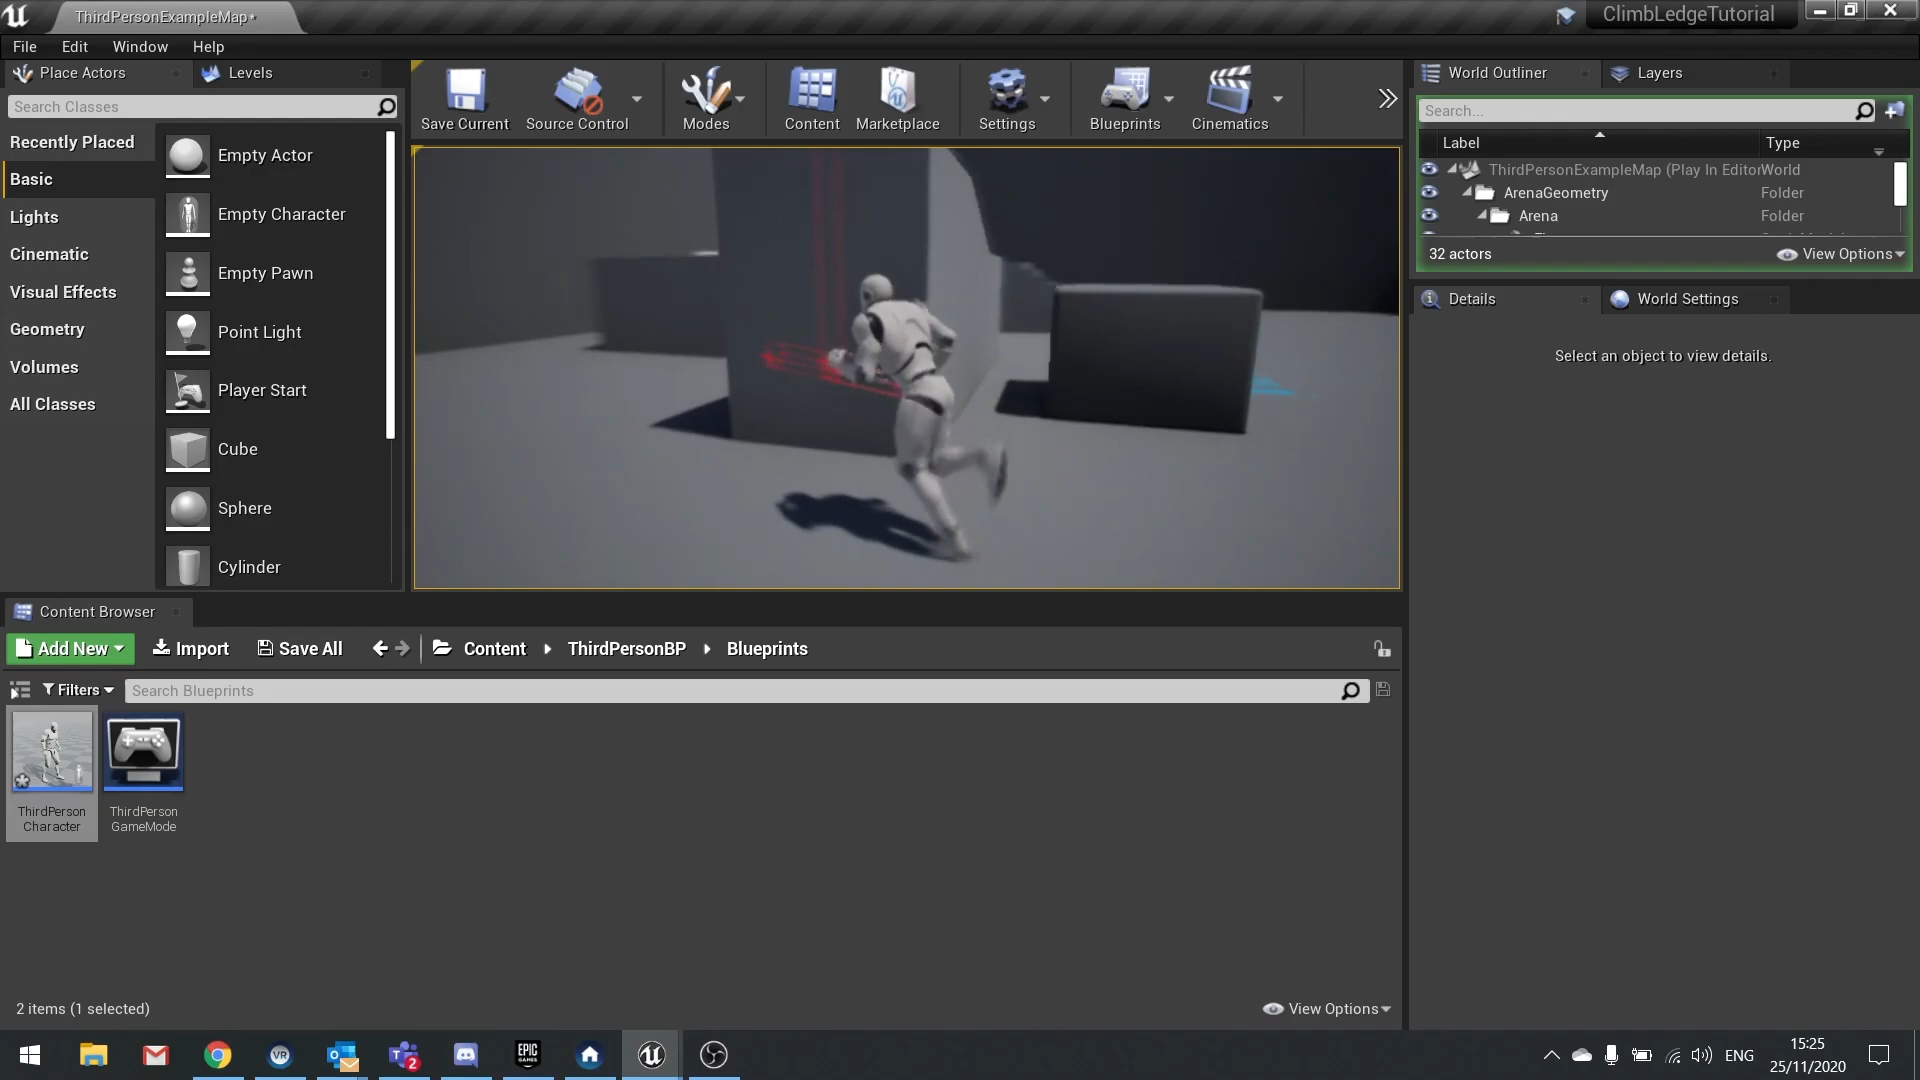 ThirdPersonExampleMap*
ClimbLedgeTutorial
File Edit Window Help
Place Actors
Levels
Search Classes
Recently Placed
Basic
Lights
Cinematic
Visual Effects
Geometry
Volumes
All Classes
Empty Actor
Empty Character
Empty Pawn
Point Light
Player Start
Cube
Sphere
Cylinder
Save Current
Source Control
Modes
Content
Marketplace
Settings
Blueprints
Cinematics
World Outliner
Layers
Search...
Label Type
ThirdPersonExampleMap (Play In Editor World
ArenaGeometry Folder
Arena Folder
32 actors
View Options
Details
World Settings
Select an object to view details.
Content Browser
Add New
Import
Save All
Content
ThirdPersonBP
Blueprints
Filters
Search Blueprints
ThirdPerson
Character
ThirdPerson
GameMode
2 items (1 selected)
View Options
VR
2
EPIC
GAMES
ENG
15:25
25/11/2020